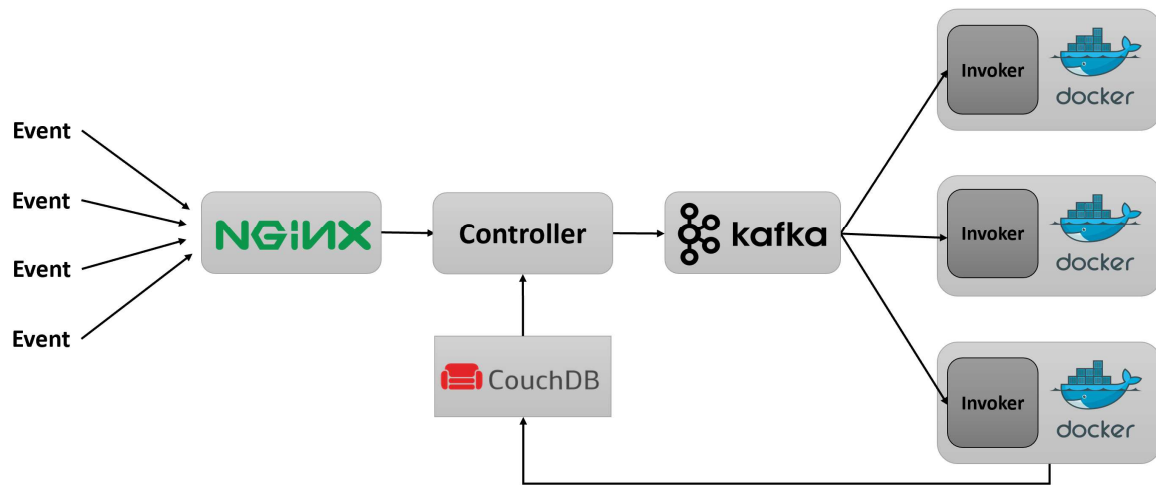 Event
Event
Event
Event
NGiNX
Controller
kafka
CouchDB
Invoker
docker
Invoker
docker
Invoker
docker